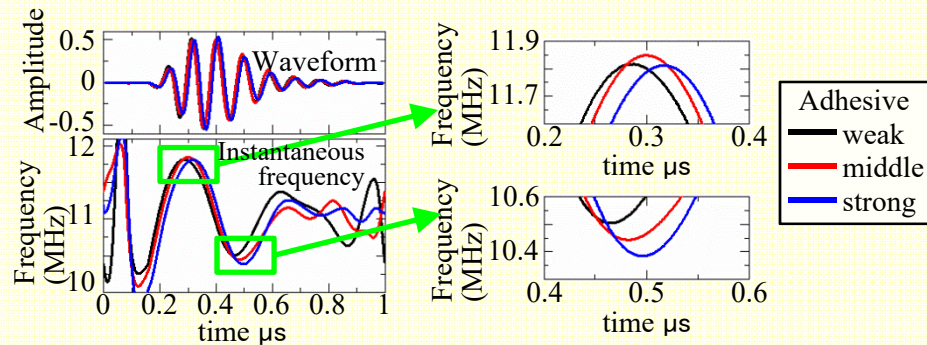 Amplitude
0.5
0
-0.5
Waveform
Frequency
(MHz)
12
11
10
Instantaneous
frequency
0 0.2 0.4 0.6 0.8 1
time μs
Frequency
(MHz)
11.9
11.7
0.2 0.3 0.4
time μs
Frequency
(MHz)
10.6
10.4
0.4 0.5 0.6
time μs
Adhesive
weak
middle
strong